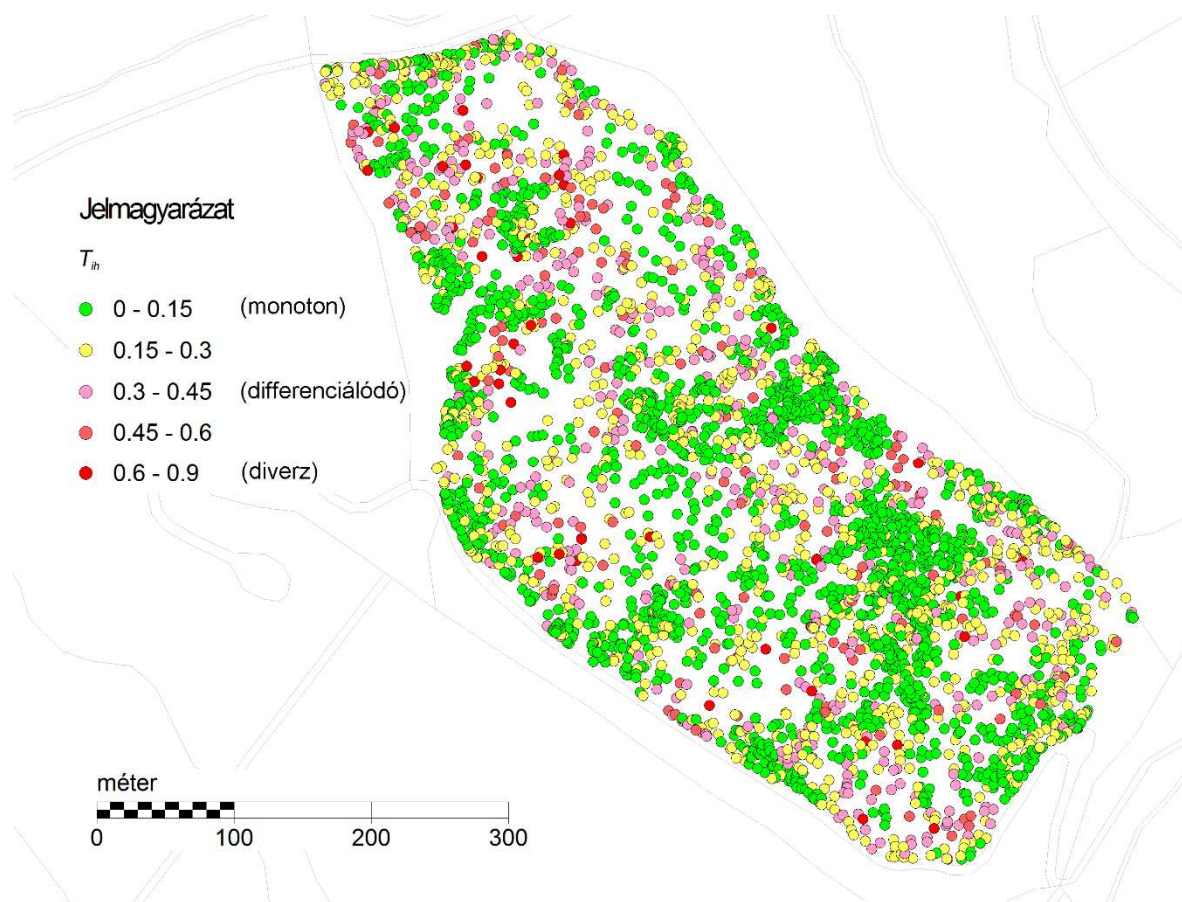 Jelmagyarázat
T_ih
0 - 0.15 (monoton)
0.15 - 0.3
0.3 - 0.45 (differenciálódó)
0.45 - 0.6
0.6 - 0.9 (diverz)
méter
0 100 200 300